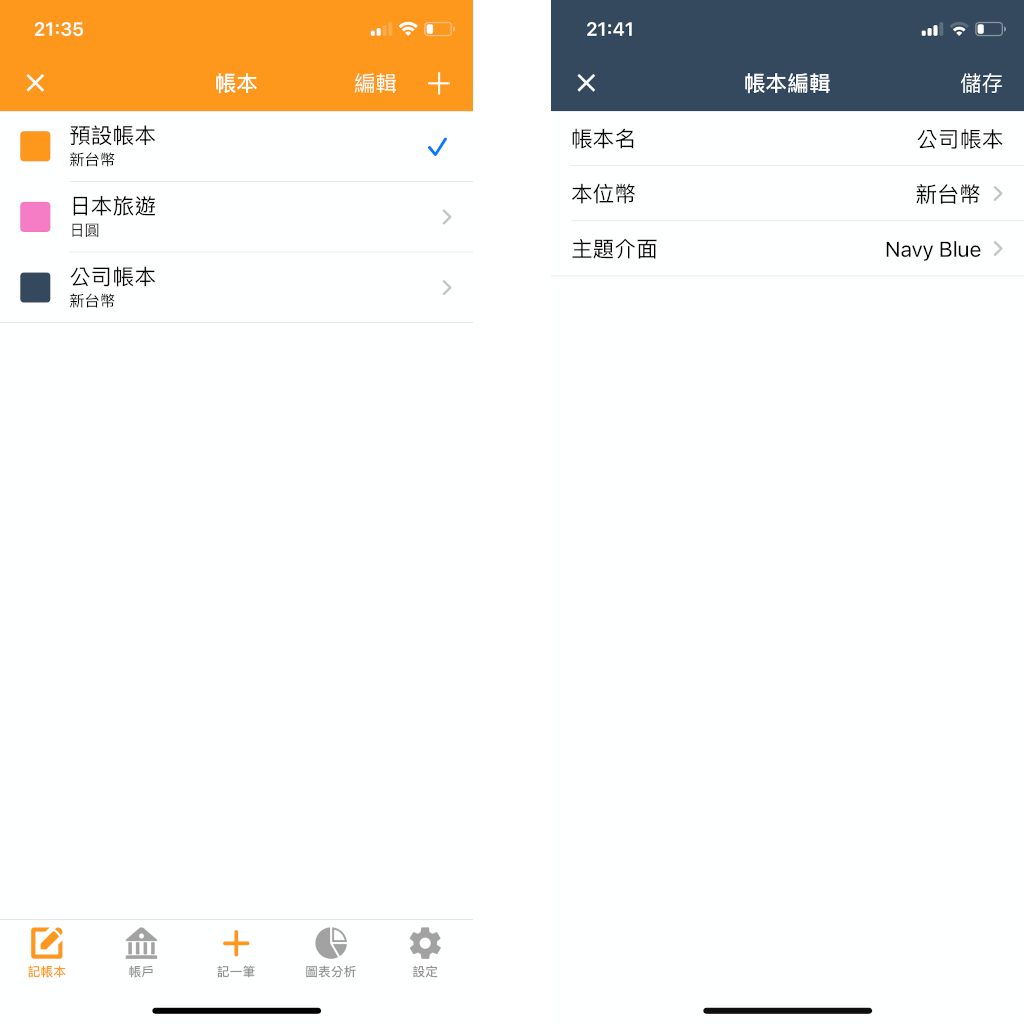 21:35
帳本
編輯
預設帳本
新台幣
日本旅遊
日圓
公司帳本
新台幣
記帳本
帳戶
記一筆
圖表分析
設定
21:41
帳本編輯
儲存
帳本名
公司帳本
本位幣
新台幣
主題介面
Navy Blue